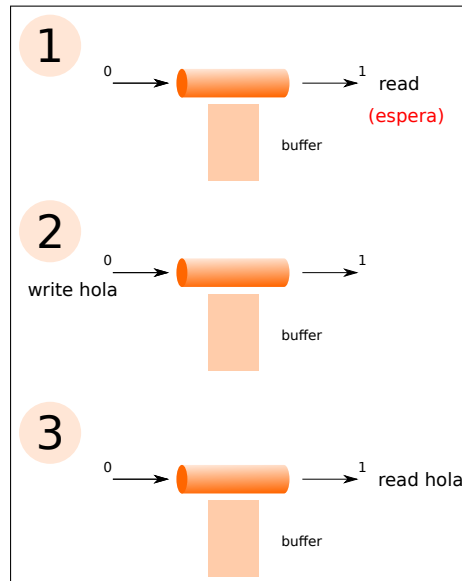 1
0
1
read
(espera)
buffer
2
0
1
write hola
buffer
3
0
1
read hola
buffer